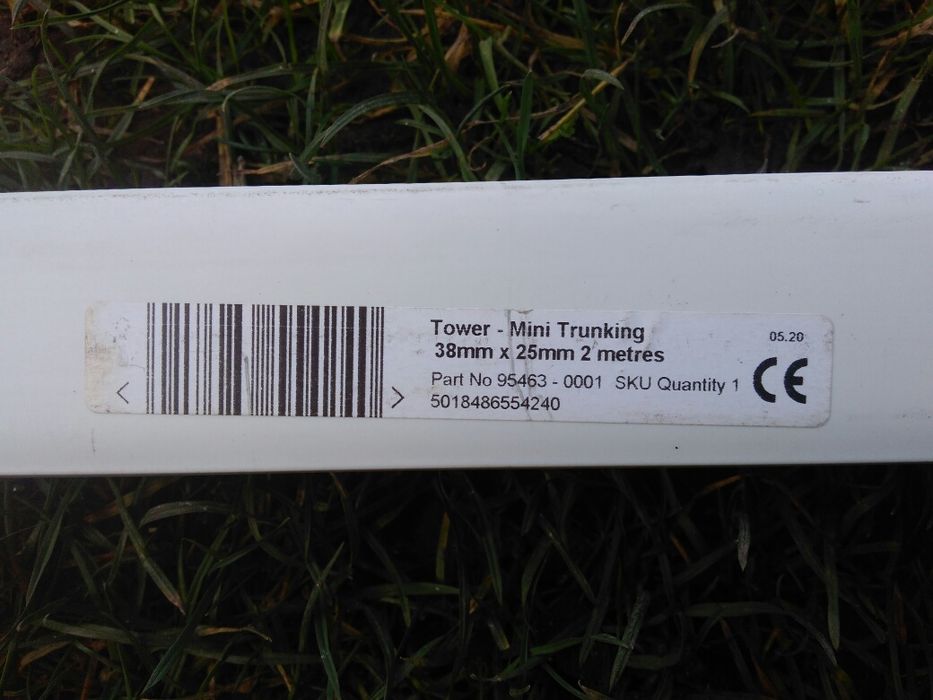 Tower - Mini Trunking
38mm x 25mm 2 metres
Part No 95463 - 0001 SKU Quantity 1
5018486554240
05.20
CE
< >